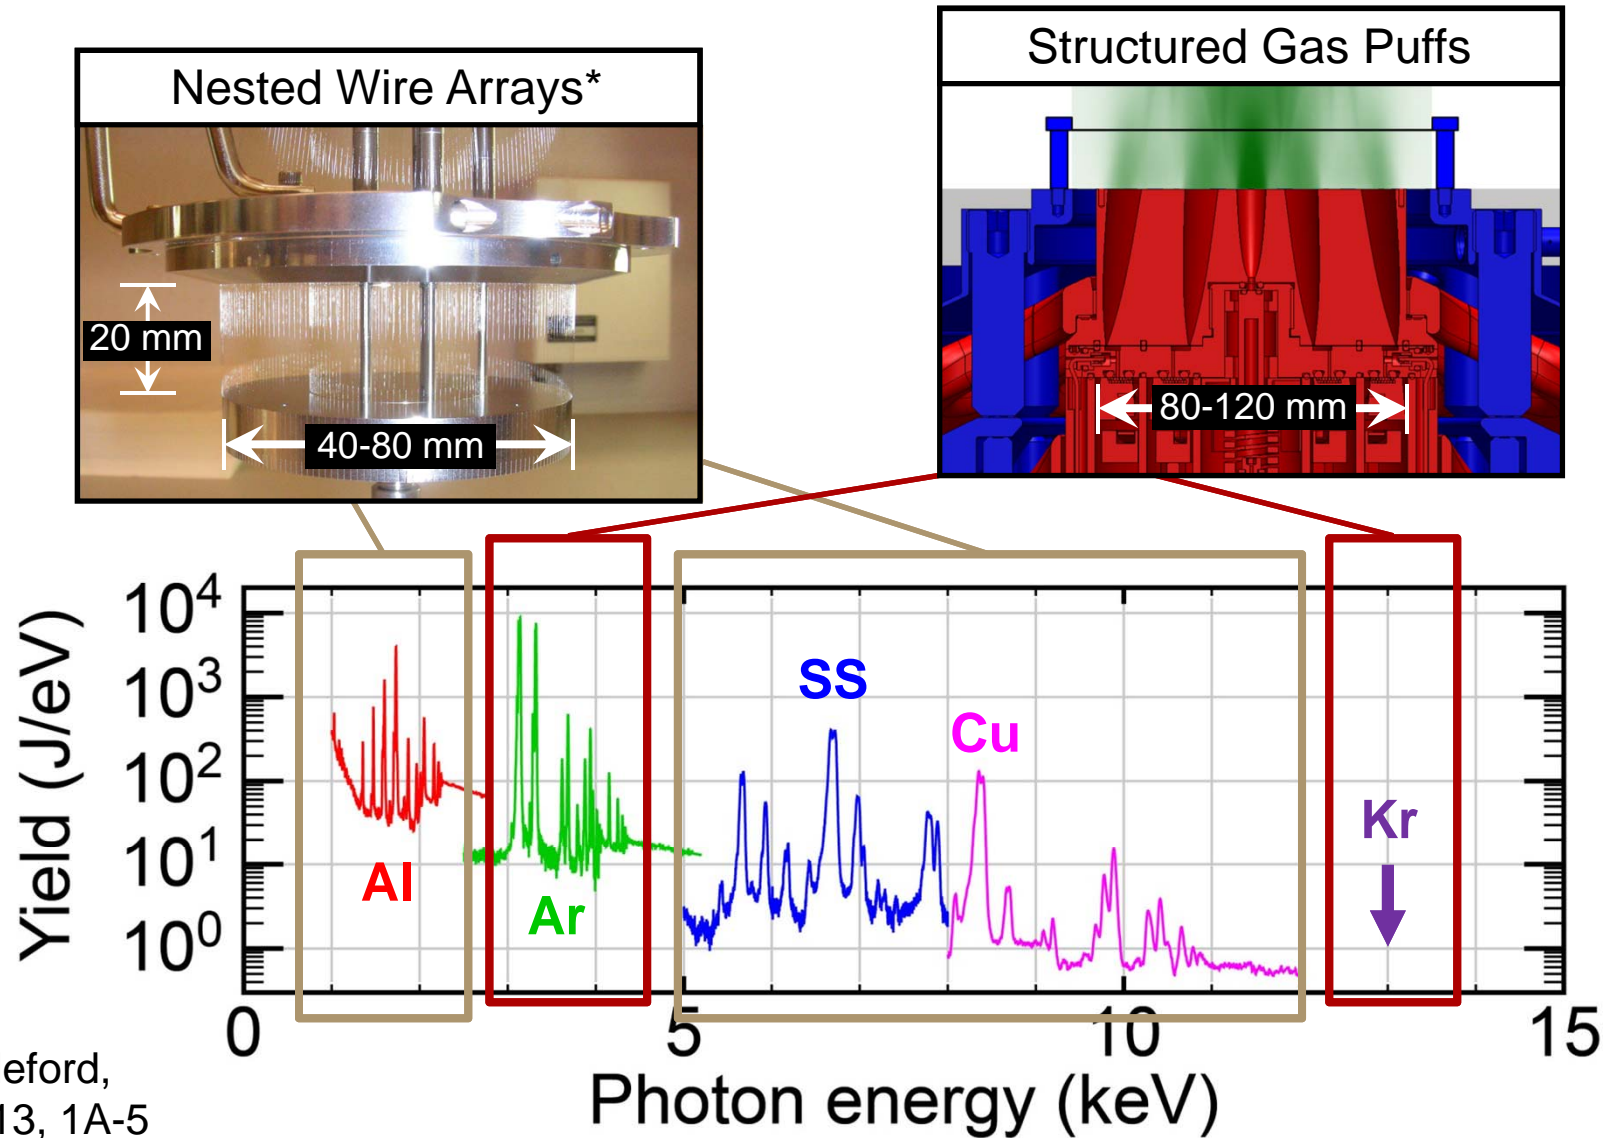 Nested Wire Arrays*
Structured Gas Puffs
20 mm
40-80 mm
80-120 mm
Yield (J/eV)
10⁴
10³
10²
10¹
10⁰
Al
Ar
SS
Cu
Kr
0
5
10
15
Photon energy (keV)
eford,
13, 1A-5